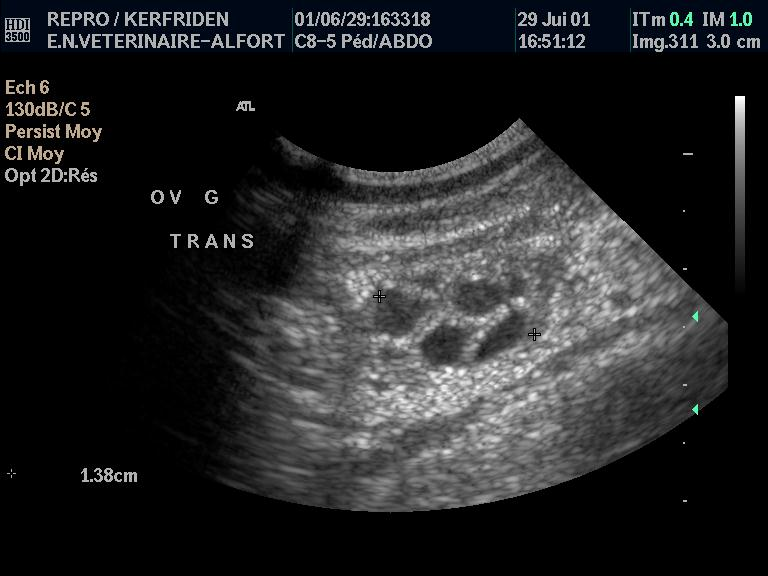 HDI 3500
REPRO / KERFRIDEN 01/06/29:163318 29 Jui 01 ITm 0.4 IM 1.0
E.N.VETERINAIRE-ALFORT C8-5 Péd/ABDO 16:51:12 Img.311 3.0 cm
Ech 6
130dB/C 5
Persist Moy
CI Moy
Opt 2D:Rés
ATL
OV G
TRANS
1.38cm